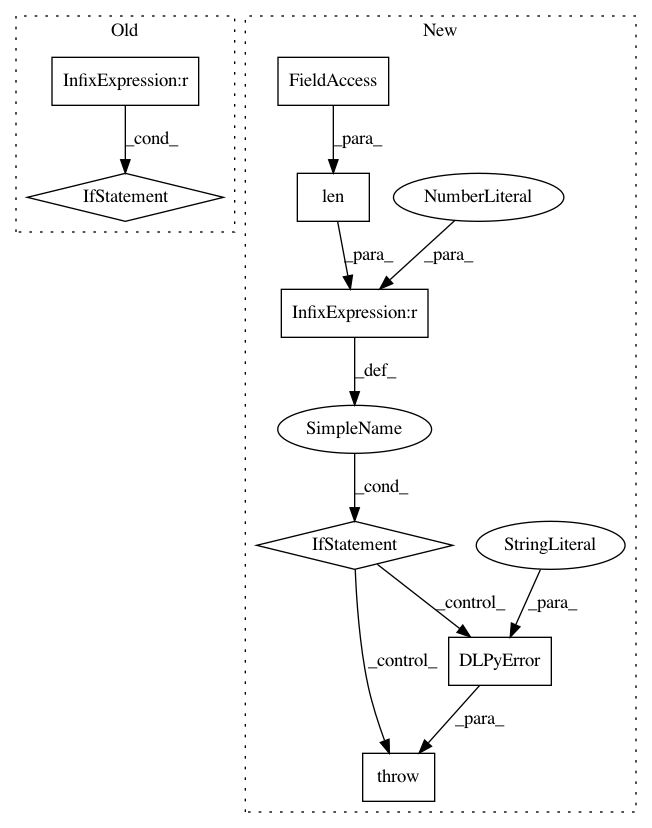 Old
InfixExpression:r
_cond_
IfStatement
New
FieldAccess
_para_
len
NumberLiteral
_para_
_para_
InfixExpression:r
_def_
SimpleName
_cond_
IfStatement
StringLiteral
_control_
_para_
_control_
DLPyError
_para_
throw